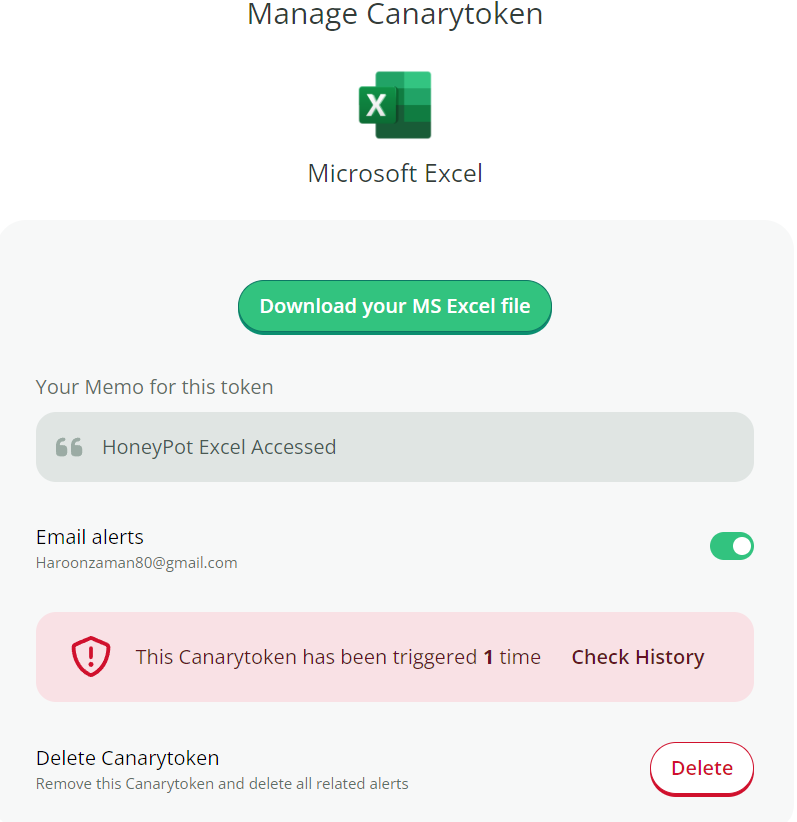 Manage Canarytoken
X
Microsoft Excel
Download your MS Excel file
Your Memo for this token
HoneyPot Excel Accessed
Email alerts
Haroonzaman80@gmail.com
This Canarytoken has been triggered 1 time Check History
Delete Canarytoken
Remove this Canarytoken and delete all related alerts
Delete